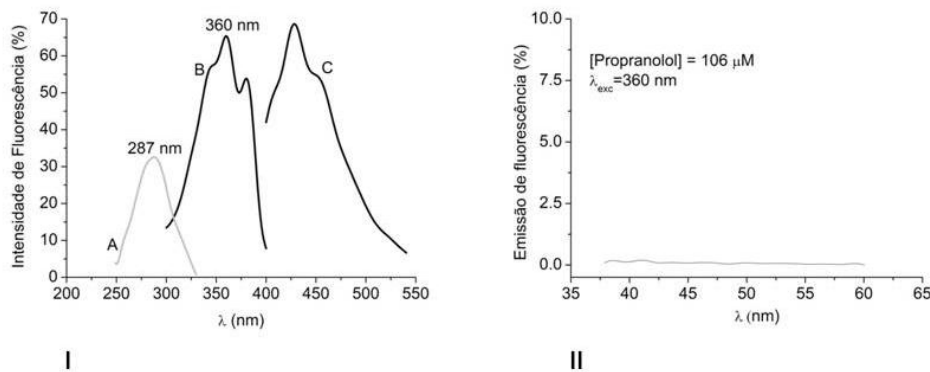 Intensidade de Fluorescência (%)
70
60
50
40
30
20
10
0
360 nm
B
C
287 nm
A
200 250 300 350 400 450 500 550
λ (nm)
I
Emissão de fluorescência (%)
10.0
7.5
5.0
2.5
0.0
[Propranolol] = 106 μM
λexc=360 nm
35 40 45 50 55 60 65
λ (nm)
II